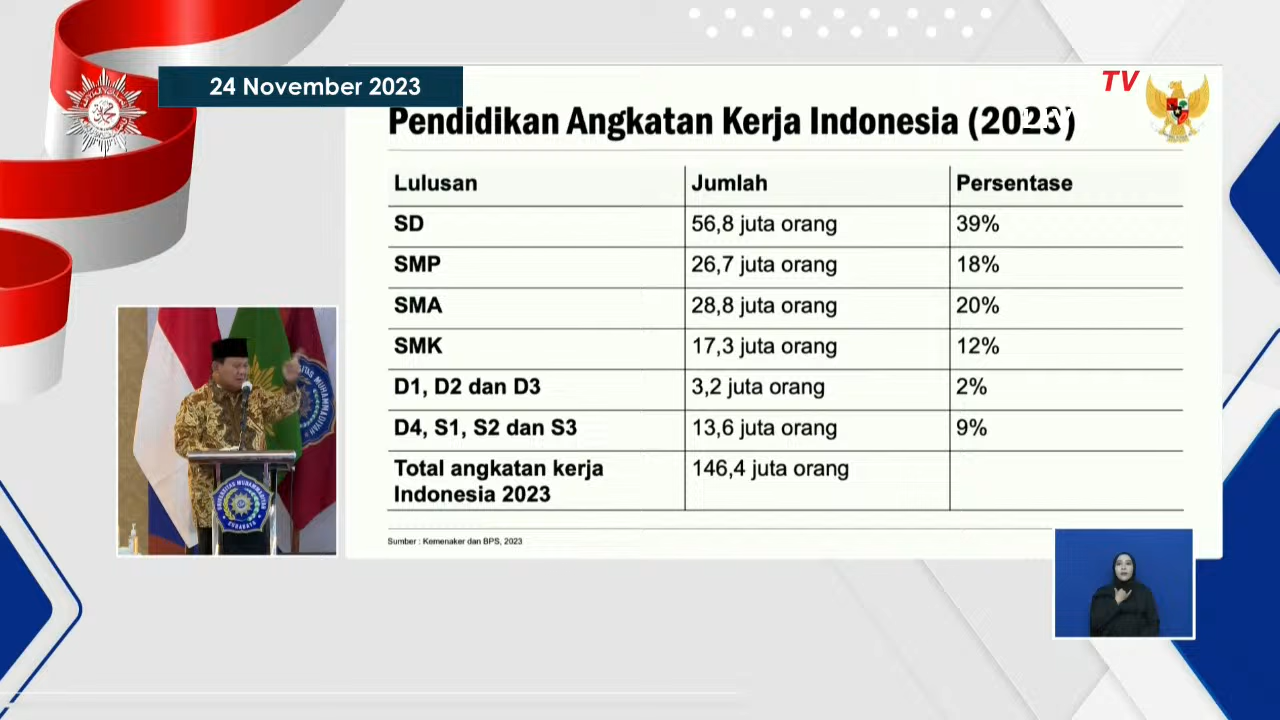 24 November 2023
TV
Pendidikan Angkatan Kerja Indonesia (2023)
Lulusan Jumlah Persentase
SD 56,8 juta orang 39%
SMP 26,7 juta orang 18%
SMA 28,8 juta orang 20%
SMK 17,3 juta orang 12%
D1, D2 dan D3 3,2 juta orang 2%
D4, S1, S2 dan S3 13,6 juta orang 9%
Total angkatan kerja 146,4 juta orang
Indonesia 2023
Sumber : Kemenaker dan BPS, 2023
UNIVERSITAS MUHAMMADIYAH
SURABAYA